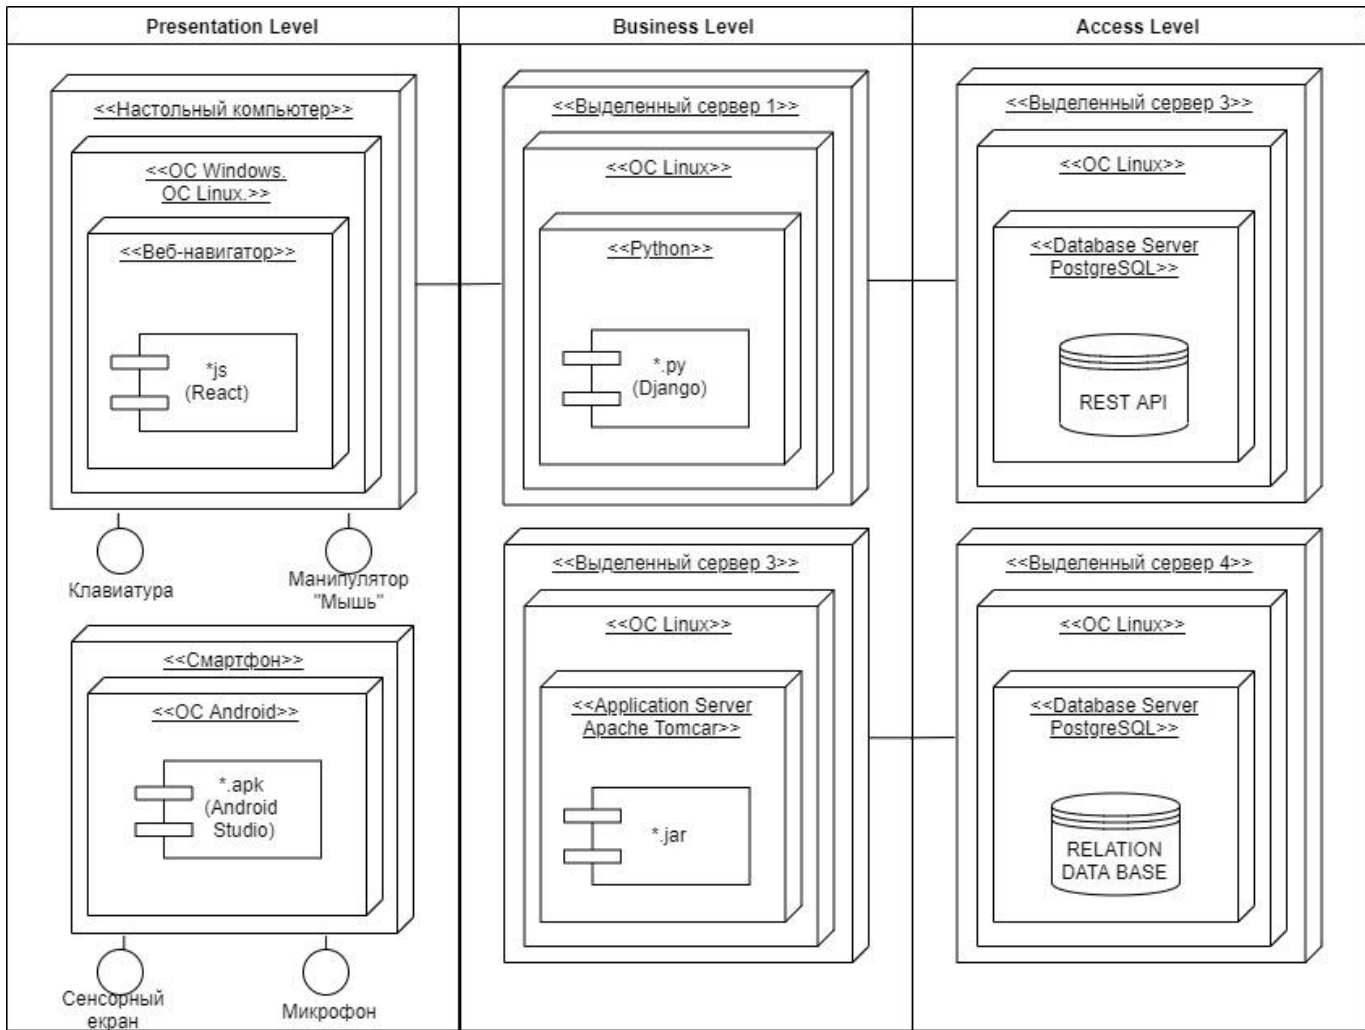 Presentation Level
Business Level
Access Level
<<Настольный компьютер>>
<<ОС Windows.
ОС Linux.>>
<<Веб-навигатор>>
*js
(React)
Клавиатура
Манипулятор
"Мышь"
<<Смартфон>>
<<ОС Android>>
*.apk
(Android
Studio)
Сенсорный
екран
Микрофон
<<Выделенный сервер 1>>
<<ОС Linux>>
<<Python>>
*.py
(Django)
<<Выделенный сервер 3>>
<<ОС Linux>>
<<Application Server
Apache Tomcar>>
*.jar
<<Выделенный сервер 3>>
<<ОС Linux>>
<<Database Server
PostgreSQL>>
REST API
<<Выделенный сервер 4>>
<<ОС Linux>>
<<Database Server
PostgreSQL>>
RELATION
DATA BASE